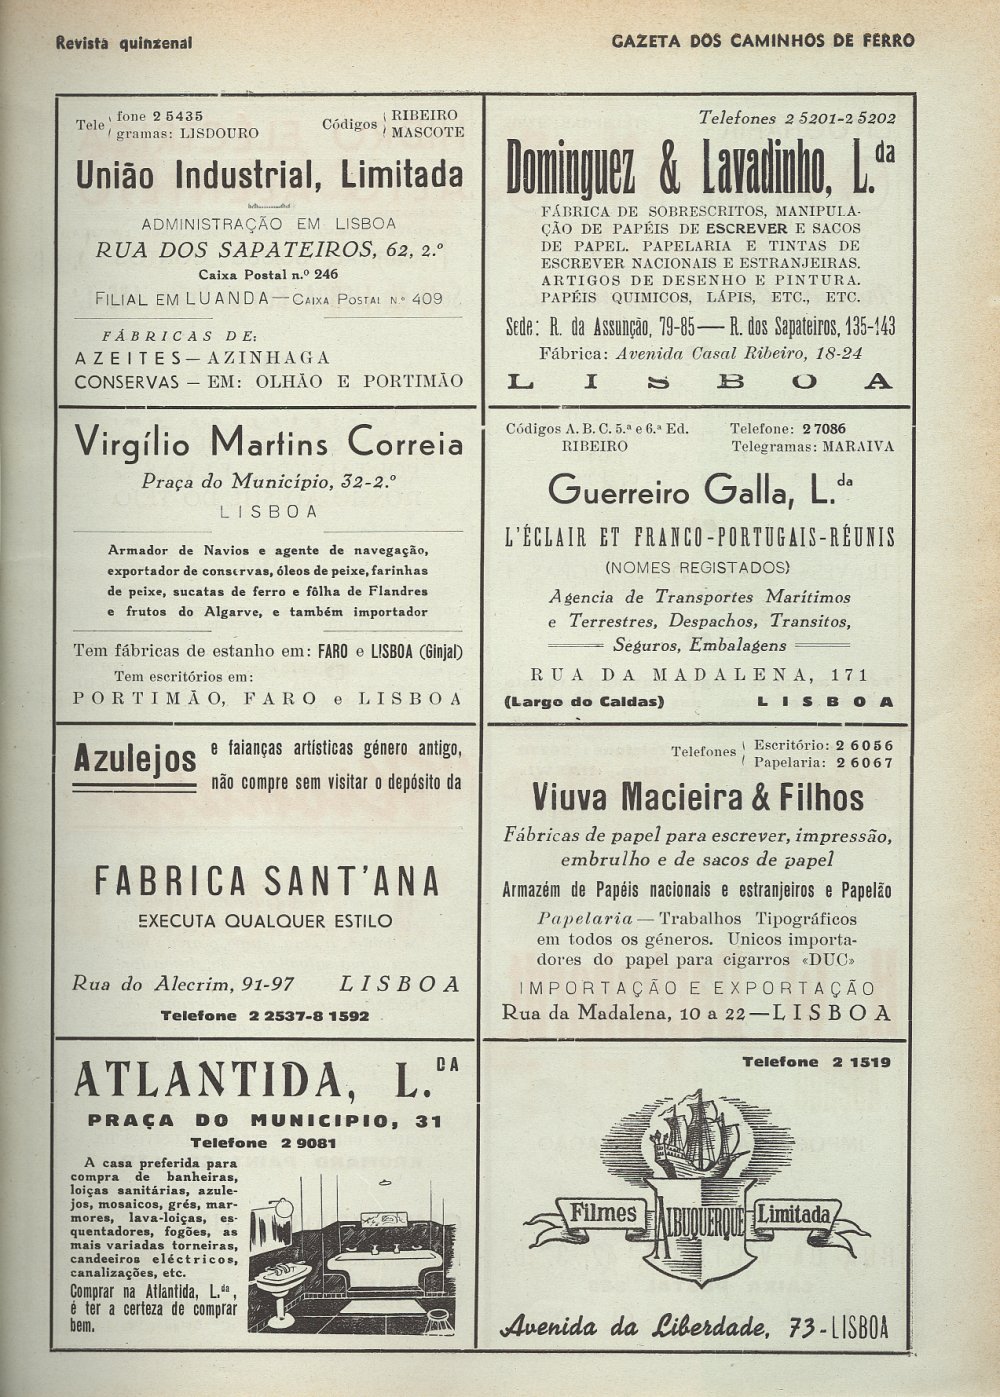 Revista quinzenal
GAZETA DOS CAMINHOS DE FERRO
Tele fone 2 5435
gramas: LISDOURO
Códigos RIBEIRO
MASCOTE
União Industrial, Limitada
ADMINISTRAÇÃO EM LISBOA
RUA DOS SAPATEIROS, 62, 2.º
Caixa Postal n.º 246
FILIAL EM LUANDA — CAIXA POSTAL N.º 409
FÁBRICAS DE:
AZEITES — AZINHAGA
CONSERVAS — EM: OLHÃO E PORTIMÃO
Telefones 2 5201-2 5202
Dominguez & Lavadinho, L.da
FÁBRICA DE SOBRESCRITOS, MANIPULA-
ÇÃO DE PAPÉIS DE ESCREVER E SACOS
DE PAPEL. PAPELARIA E TINTAS DE
ESCREVER NACIONAIS E ESTRANJEIRAS.
ARTIGOS DE DESENHO E PINTURA.
PAPÉIS QUIMICOS, LÁPIS, ETC., ETC.
Sede: R. da Assunção, 79-85 — R. dos Sapateiros, 135-143
Fábrica: Avenida Casal Ribeiro, 18-24
LISBOA
Virgílio Martins Correia
Praça do Município, 32-2.º
LISBOA
Armador de Navios e agente de navegação,
exportador de conservas, óleos de peixe, farinhas
de peixe, sucatas de ferro e fôlha de Flandres
e frutos do Algarve, e também importador
Tem fábricas de estanho em: FARO e LISBOA (Ginjal)
Tem escritórios em:
PORTIMÃO, FARO e LISBOA
Códigos A. B. C. 5.ª e 6.ª Ed.
RIBEIRO
Telefone: 2 7086
Telegramas: MARAIVA
Guerreiro Galla, L.da
L'ÉCLAIR ET FRANCO-PORTUGAIS-RÉUNIS
(NOMES REGISTADOS)
Agencia de Transportes Marítimos
e Terrestres, Despachos, Transitos,
Seguros, Embalagens
RUA DA MADALENA, 171
(Largo do Caldas) LISBOA
Azulejos e faianças artísticas género antigo,
não compre sem visitar o depósito da
FABRICA SANT'ANA
EXECUTA QUALQUER ESTILO
Rua do Alecrim, 91-97 LISBOA
Telefone 2 2537-8 1592
Telefones Escritório: 2 6056
Papelaria: 2 6067
Viuva Macieira & Filhos
Fábricas de papel para escrever, impressão,
embrulho e de sacos de papel
Armazém de Papéis nacionais e estranjeiros e Papelão
Papelaria — Trabalhos Tipográficos
em todos os géneros. Unicos importa-
dores do papel para cigarros «DUC»
IMPORTAÇÃO E EXPORTAÇÃO
Rua da Madalena, 10 a 22 — LISBOA
ATLANTIDA, L.DA
PRAÇA DO MUNICIPIO, 31
Telefone 2 9081
A casa preferida para
compra de banheiras,
loiças sanitárias, azule-
jos, mosaicos, grés, mar-
mores, lava-loiças, es-
quentadores, fogões, as
mais variadas torneiras,
candeeiros eléctricos,
canalizações, etc.
Comprar na Atlantida, L.da,
é ter a certeza de comprar
bem.
Telefone 2 1519
Filmes ALBUQUERQUE Limitada
Avenida da Liberdade, 73 - LISBOA